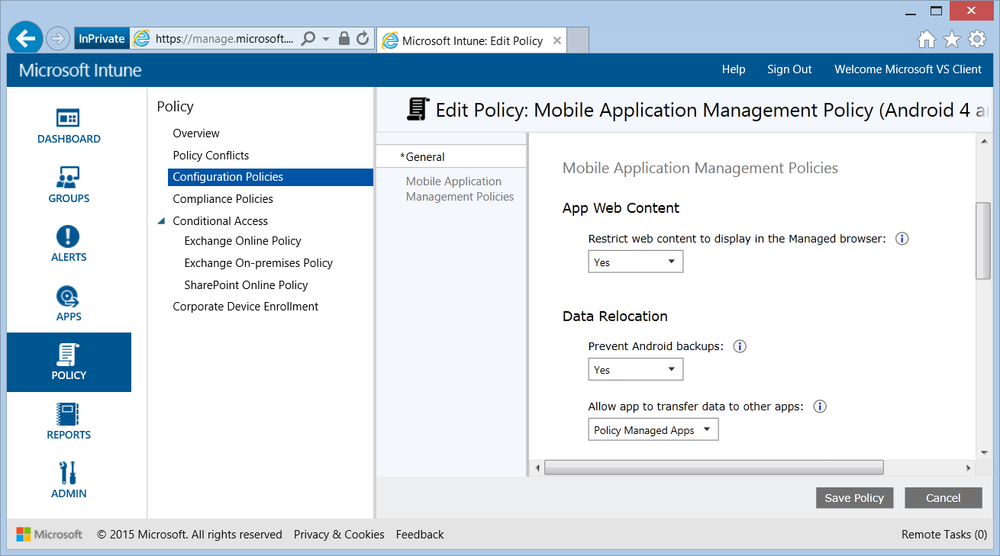 InPrivate
https://manage.microsoft....
Microsoft Intune: Edit Policy
Microsoft Intune
Help
Sign Out
Welcome Microsoft VS Client
DASHBOARD
GROUPS
ALERTS
APPS
POLICY
REPORTS
ADMIN
Policy
Overview
Policy Conflicts
Configuration Policies
Compliance Policies
Conditional Access
Exchange Online Policy
Exchange On-premises Policy
SharePoint Online Policy
Corporate Device Enrollment
Edit Policy: Mobile Application Management Policy (Android 4 a
*General
Mobile Application
Management Policies
Mobile Application Management Policies
App Web Content
Restrict web content to display in the Managed browser:
Yes
Data Relocation
Prevent Android backups:
Yes
Allow app to transfer data to other apps:
Policy Managed Apps
Save Policy
Cancel
Microsoft
© 2015 Microsoft. All rights reserved
Privacy & Cookies
Feedback
Remote Tasks (0)